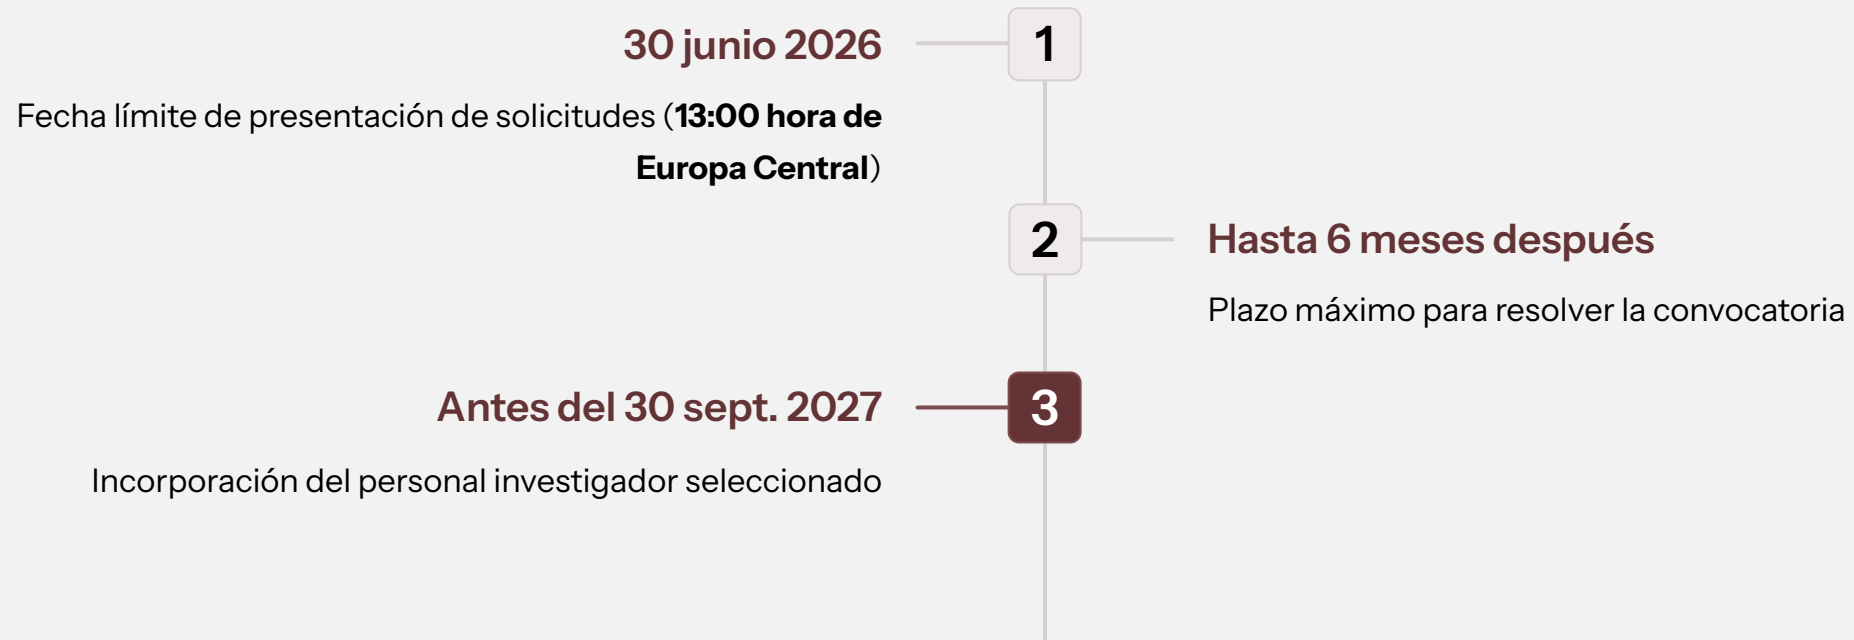 30 junio 2026
1
Fecha límite de presentación de solicitudes (13:00 hora de
Europa Central)
2
Hasta 6 meses después
Plazo máximo para resolver la convocatoria
Antes del 30 sept. 2027
3
Incorporación del personal investigador seleccionado